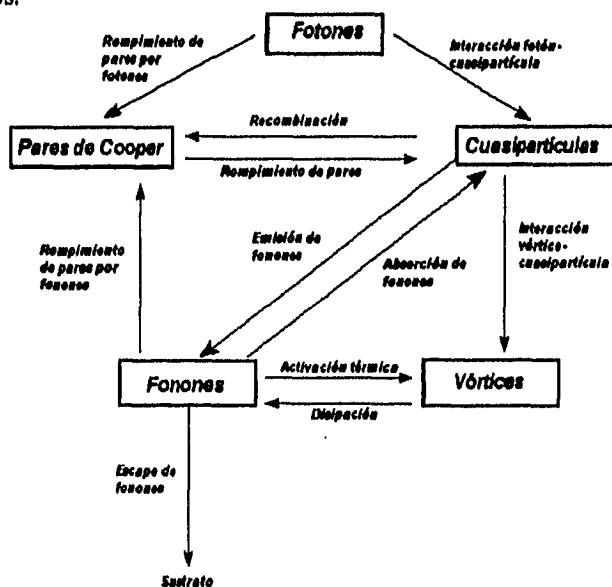 os.
Fotones
Rompimiento de
pares por
fotones
Interacción fotón-
cuasipartícula
Recombinación
Pares de Cooper
Cuasipartículas
Rompimiento de pares
Rompimiento
de pares por
fonones
Emisión de
fonones
Absorción de
fonones
Interacción
vórtice-
cuasipartícula
Activación térmica
Fonones
Vórtices
Disipación
Escape de
fonones
Sustrato